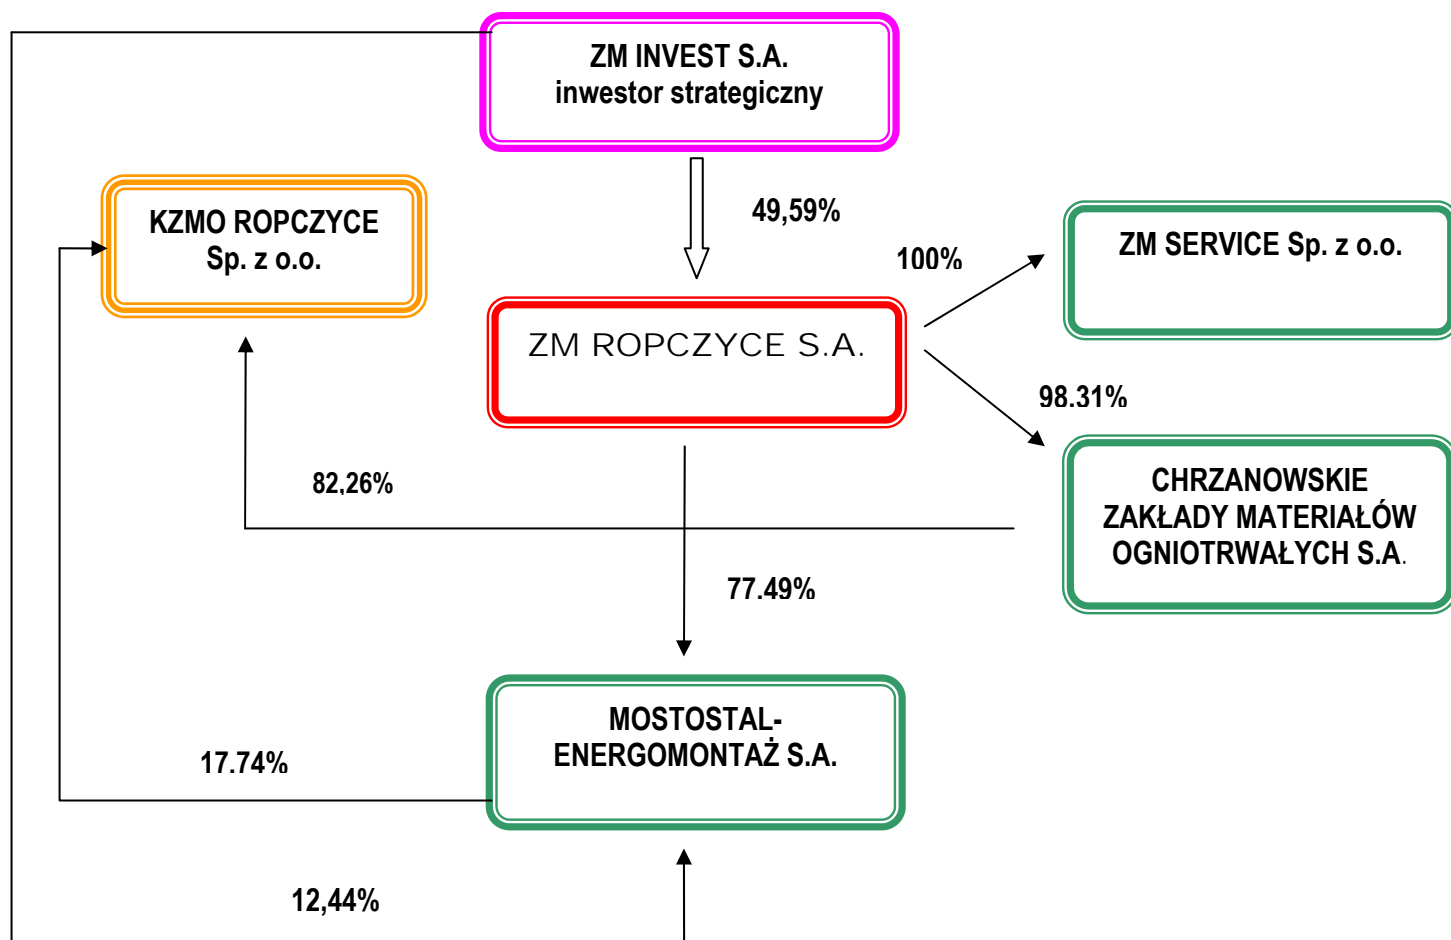 ZM INVEST S.A.
inwestor strategiczny
49,59%
KZMO ROPCZYCE
Sp. z o.o.
ZM SERVICE Sp. z o.o.
100%
ZM ROPCZYCE S.A.
98.31%
82,26%
CHRZANOWSKIE
ZAKŁADY MATERIAŁÓW
OGNIOTRWAŁYCH S.A.
77.49%
MOSTOSTAL-
ENERGOMONTAŻ S.A.
17.74%
12,44%